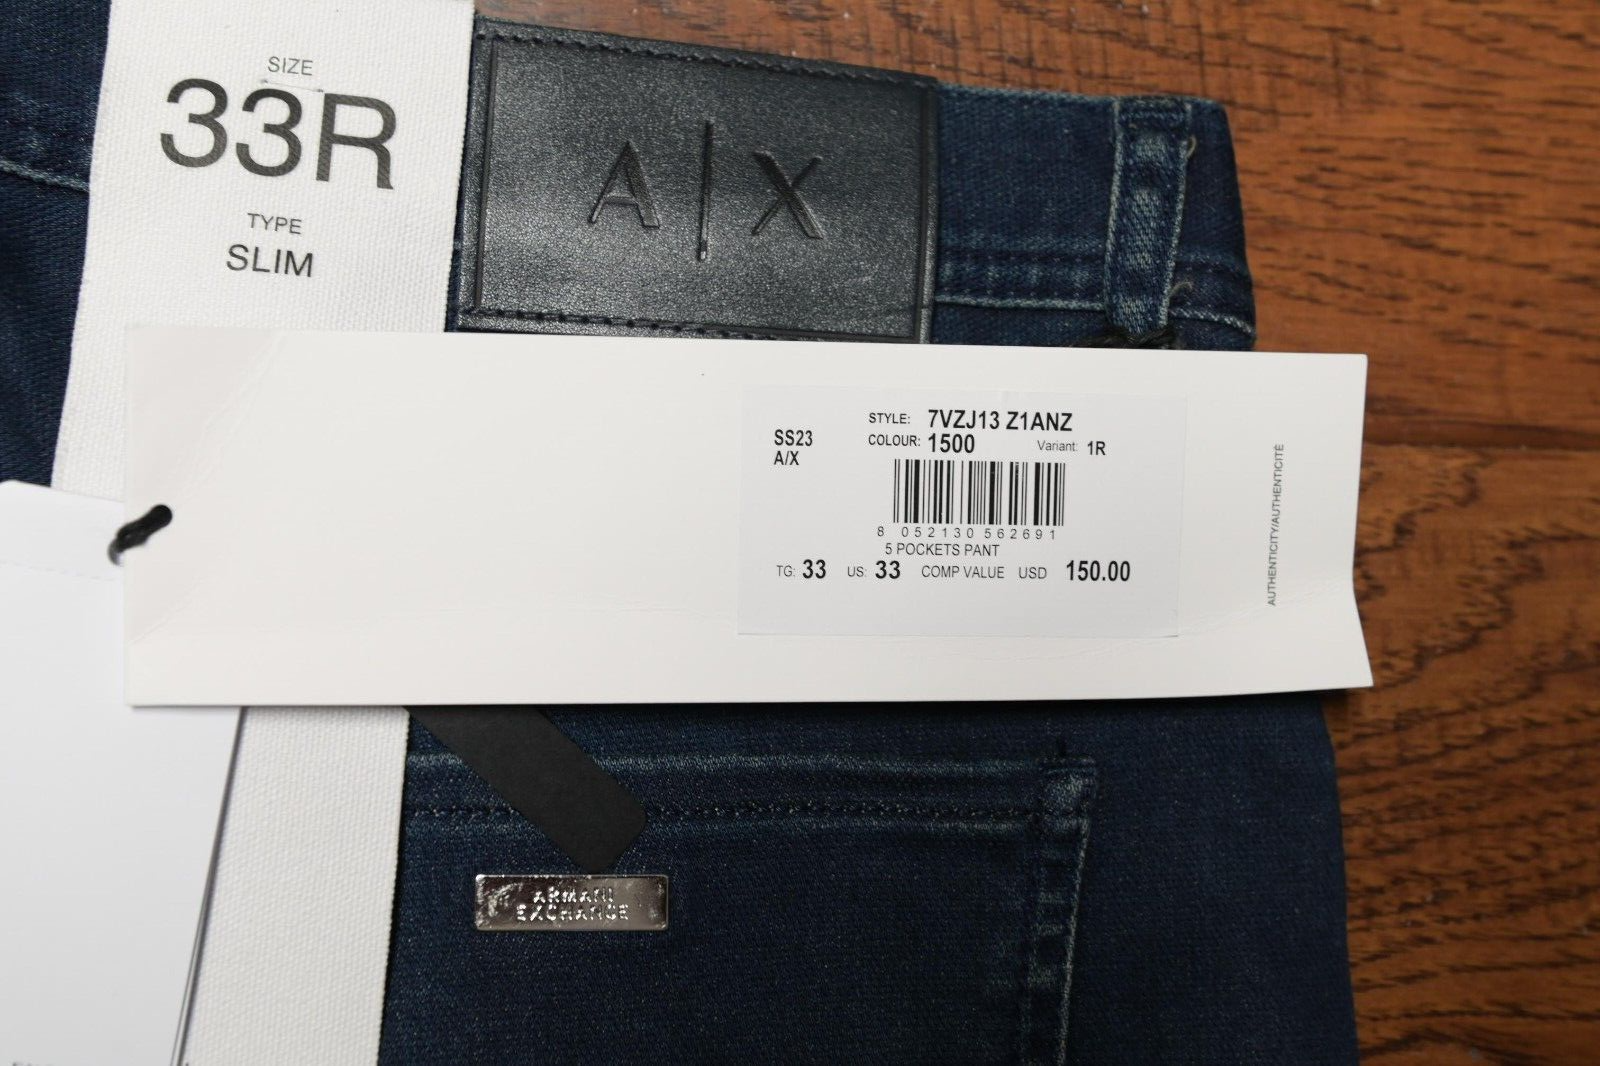 SIZE
33R
TYPE
SLIM
A|X
STYLE: 7VZJ13 Z1ANZ
SS23 COLOUR: 1500 Variant: 1R
A/X
8 052130 562691
5 POCKETS PANT
TG: 33 US: 33 COMP VALUE USD 150.00
AUTHENTICITY/AUTHENTICITÉ
ARMANI
EXCHANGE